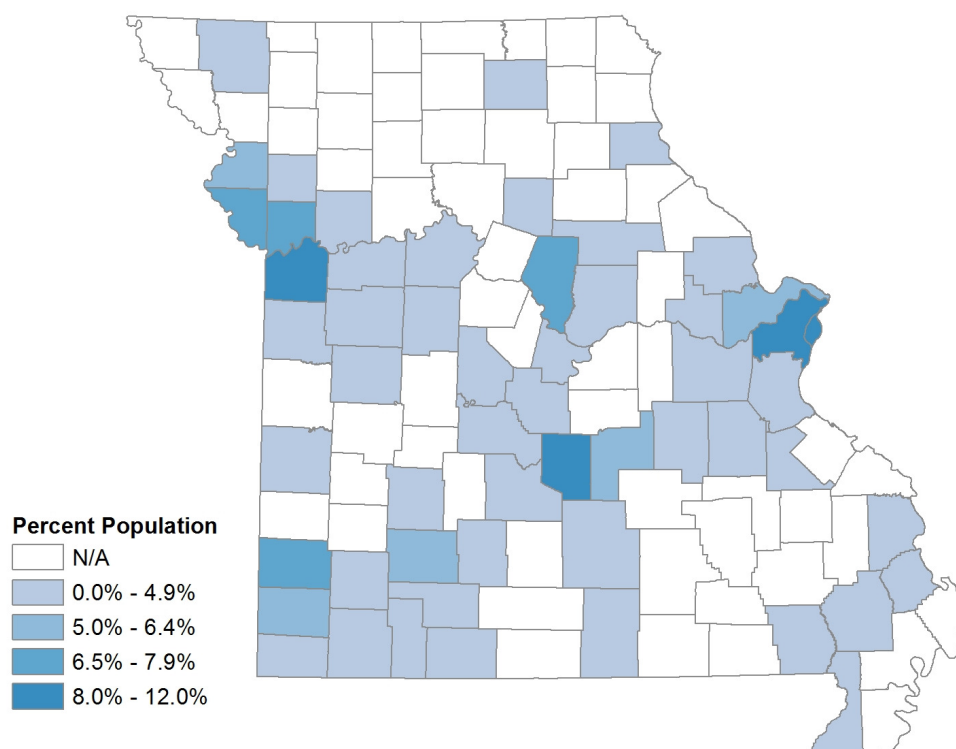 Percent Population
N/A
0.0% - 4.9%
5.0% - 6.4%
6.5% - 7.9%
8.0% - 12.0%